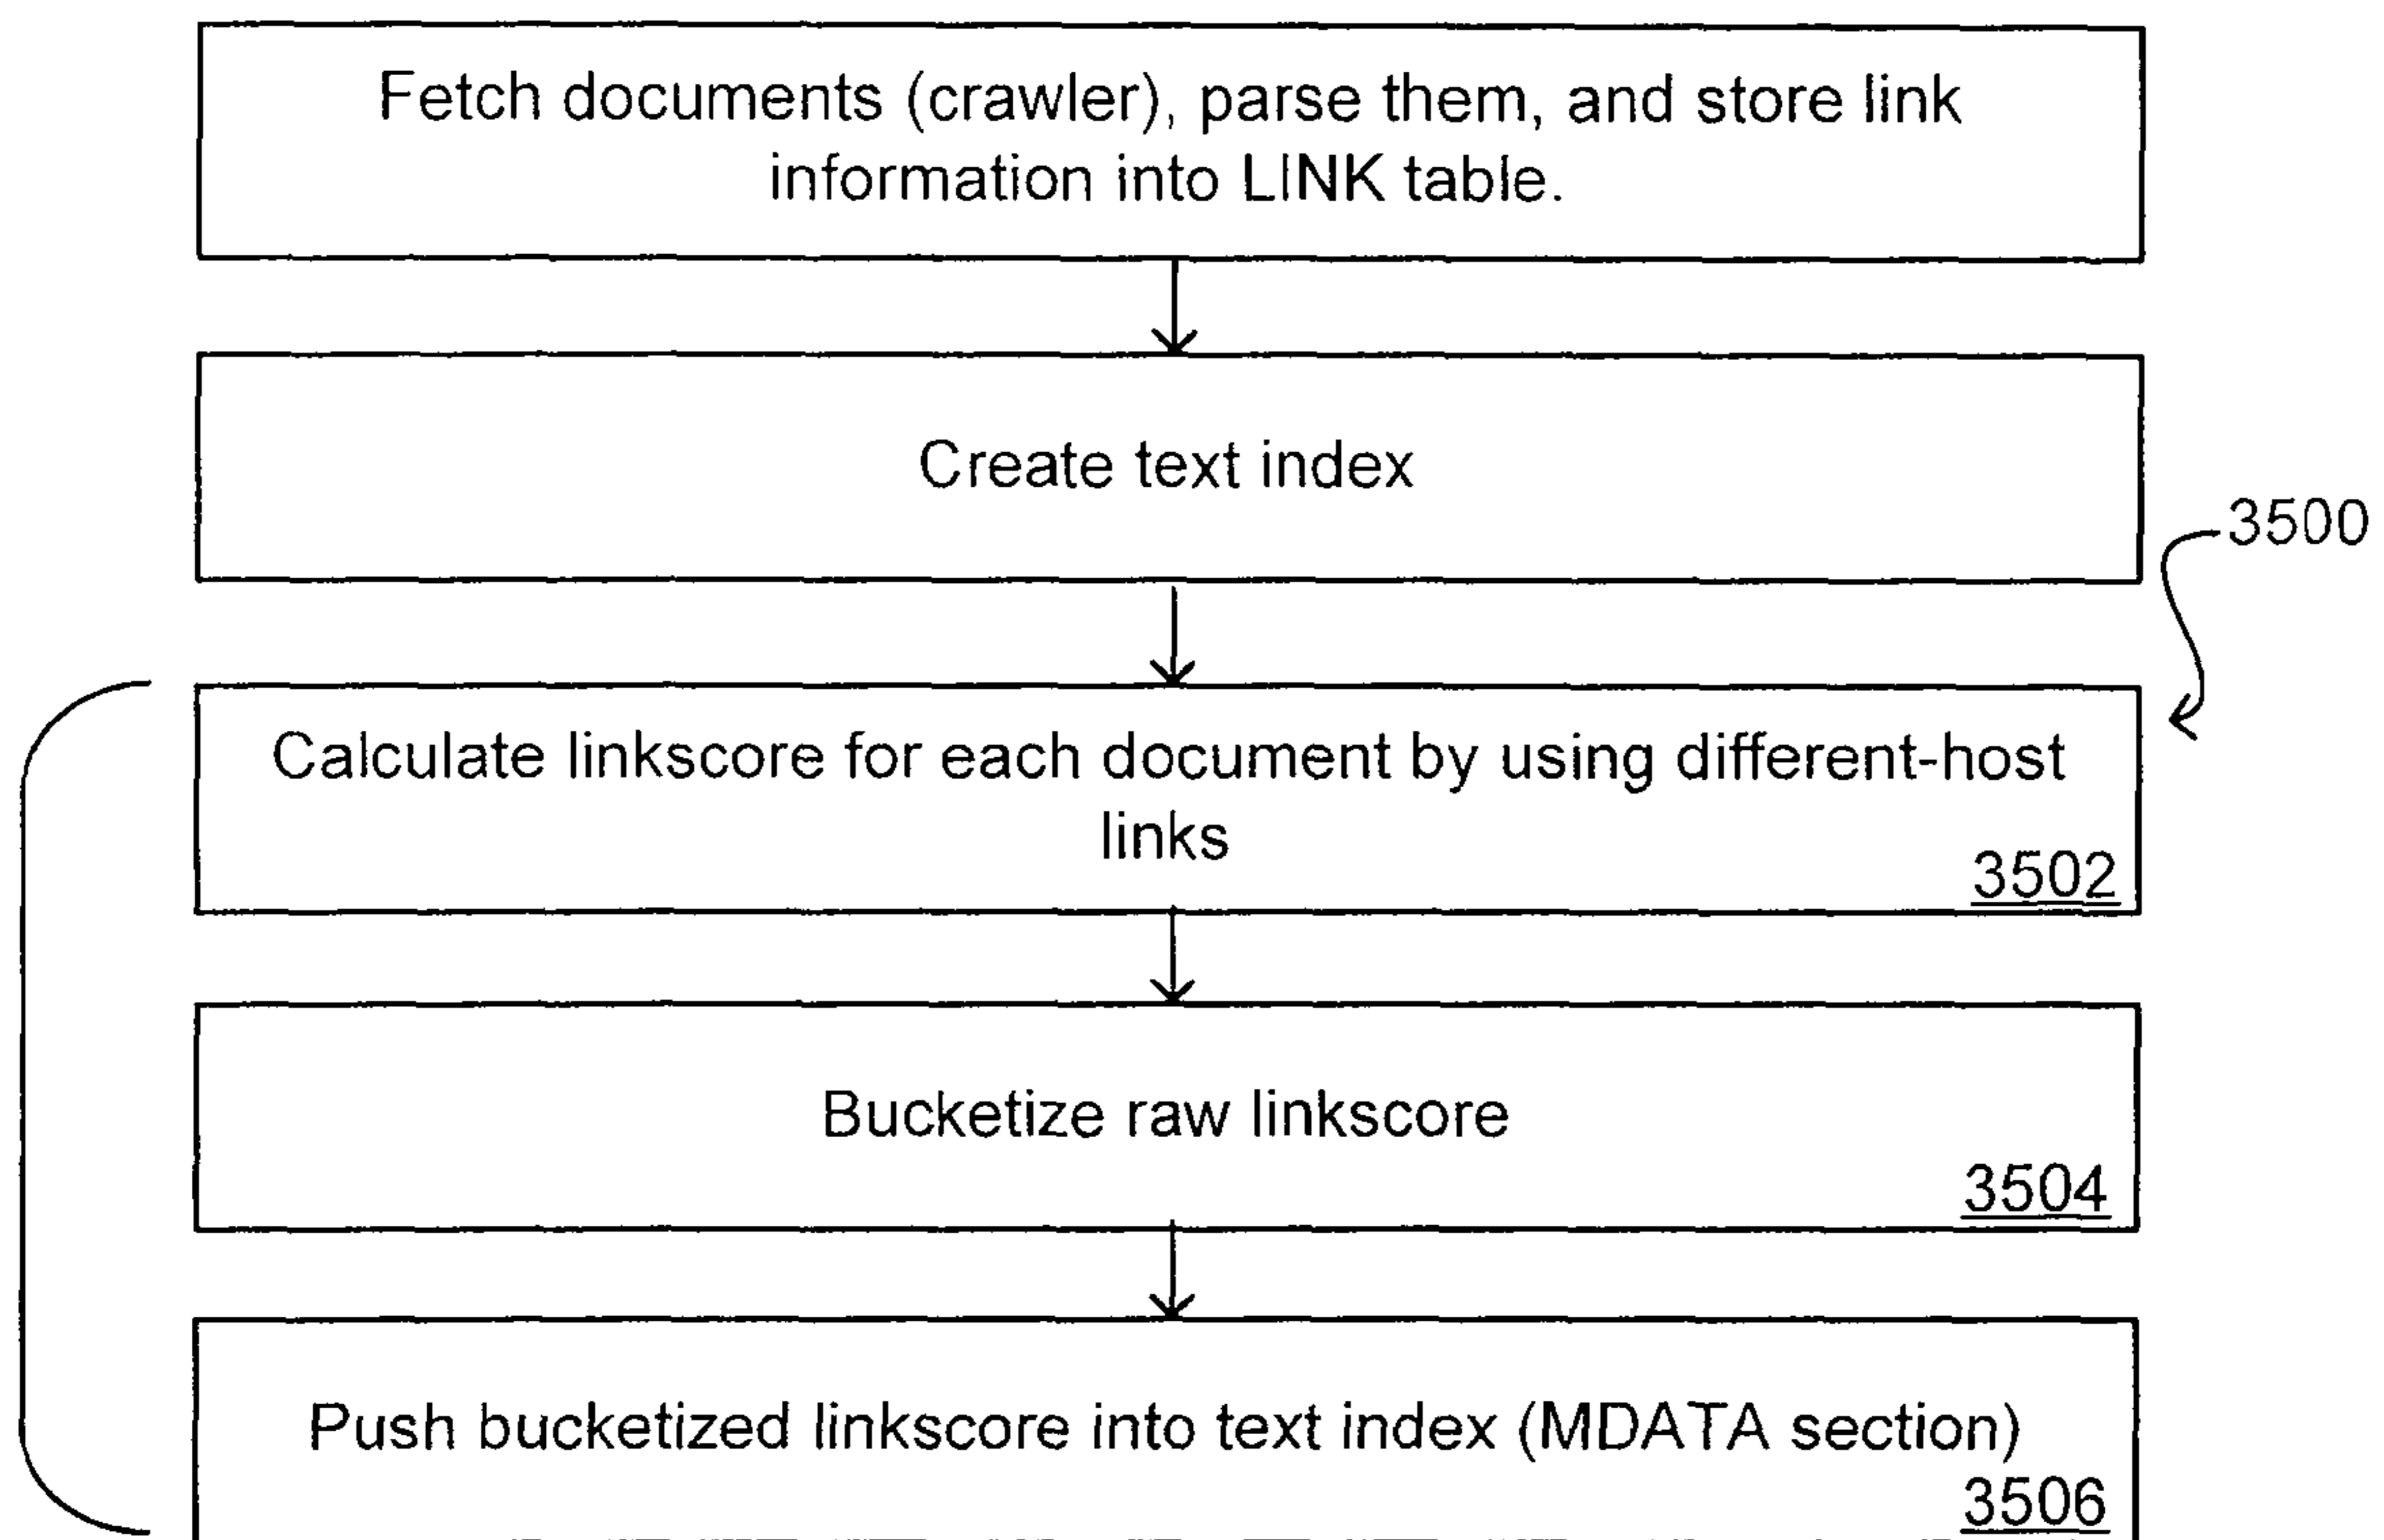 Fetch documents (crawler), parse them, and store link
information into LINK table.
Create text index
3500
Calculate linkscore for each document by using different-host
links
3502
Bucketize raw linkscore
3504
Push bucketized linkscore into text index (MDATA section)
3506